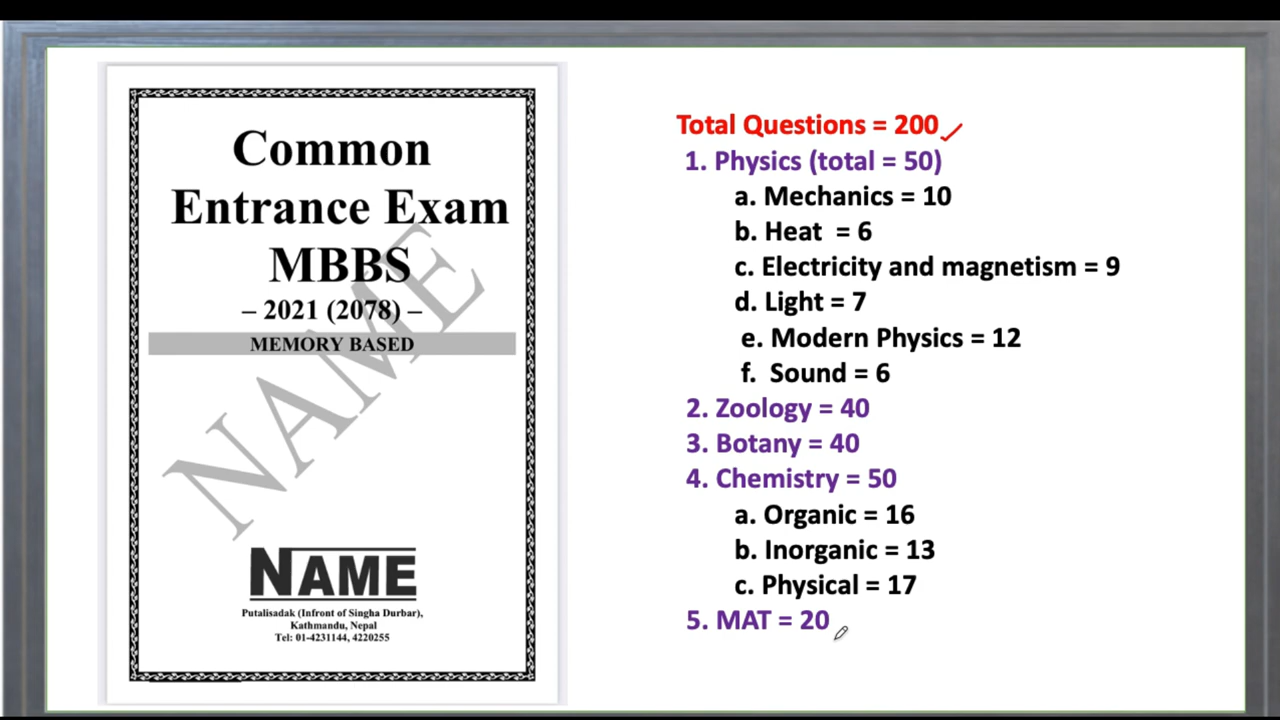 Common
Entrance Exam
MBBS
– 2021 (2078) –
MEMORY BASED
NAME
NAME
Putalisadak (Infront of Singha Durbar),
Kathmandu, Nepal
Tel: 01-4231144, 4220255
Total Questions = 200
1. Physics (total = 50)
a. Mechanics = 10
b. Heat = 6
c. Electricity and magnetism = 9
d. Light = 7
e. Modern Physics = 12
f. Sound = 6
2. Zoology = 40
3. Botany = 40
4. Chemistry = 50
a. Organic = 16
b. Inorganic = 13
c. Physical = 17
5. MAT = 20